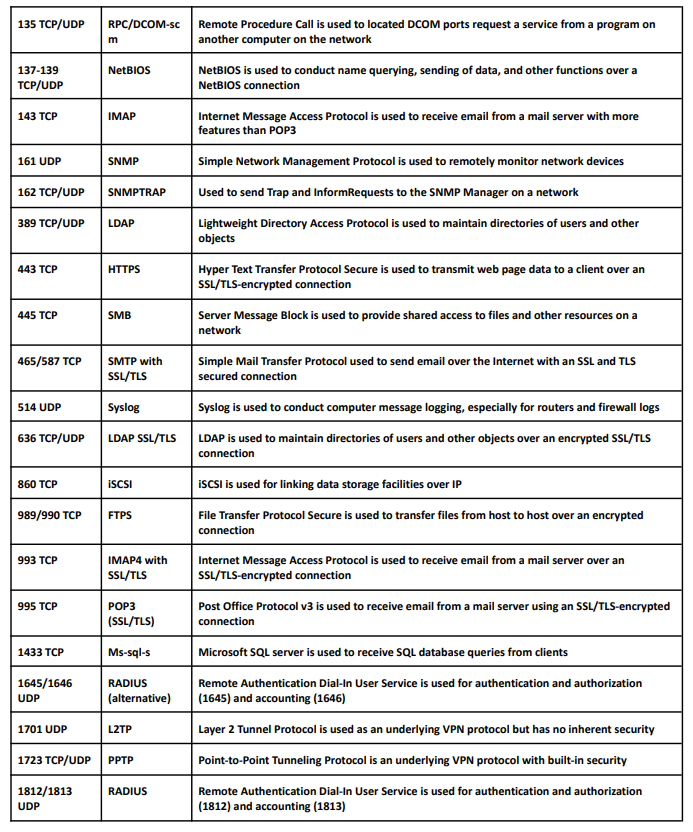 135 TCP/UDP RPC/DCOM-sc Remote Procedure Call is used to located DCOM ports request a service from a program on
m another computer on the network
137-139 NetBIOS NetBIOS is used to conduct name querying, sending of data, and other functions over a
TCP/UDP NetBIOS connection
143 TCP IMAP Internet Message Access Protocol is used to receive email from a mail server with more
features than POP3
161 UDP SNMP Simple Network Management Protocol is used to remotely monitor network devices
162 TCP/UDP SNMPTRAP Used to send Trap and InformRequests to the SNMP Manager on a network
389 TCP/UDP LDAP Lightweight Directory Access Protocol is used to maintain directories of users and other
objects
443 TCP HTTPS Hyper Text Transfer Protocol Secure is used to transmit web page data to a client over an
SSL/TLS-encrypted connection
445 TCP SMB Server Message Block is used to provide shared access to files and other resources on a
network
465/587 TCP SMTP with Simple Mail Transfer Protocol used to send email over the Internet with an SSL and TLS
SSL/TLS secured connection
514 UDP Syslog Syslog is used to conduct computer message logging, especially for routers and firewall logs
636 TCP/UDP LDAP SSL/TLS LDAP is used to maintain directories of users and other objects over an encrypted SSL/TLS
connection
860 TCP iSCSI iSCSI is used for linking data storage facilities over IP
989/990 TCP FTPS File Transfer Protocol Secure is used to transfer files from host to host over an encrypted
connection
993 TCP IMAP4 with Internet Message Access Protocol is used to receive email from a mail server over an
SSL/TLS SSL/TLS-encrypted connection
995 TCP POP3 Post Office Protocol v3 is used to receive email from a mail server using an SSL/TLS-encrypted
(SSL/TLS) connection
1433 TCP Ms-sql-s Microsoft SQL server is used to receive SQL database queries from clients
1645/1646 RADIUS Remote Authentication Dial-In User Service is used for authentication and authorization
UDP (alternative) (1645) and accounting (1646)
1701 UDP L2TP Layer 2 Tunnel Protocol is used as an underlying VPN protocol but has no inherent security
1723 TCP/UDP PPTP Point-to-Point Tunneling Protocol is an underlying VPN protocol with built-in security
1812/1813 RADIUS Remote Authentication Dial-In User Service is used for authentication and authorization
UDP (1812) and accounting (1813)